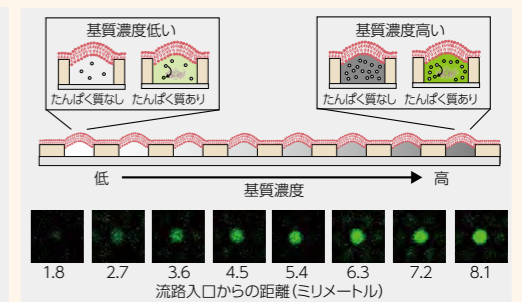 基質濃度低い
たんぱく質なし たんぱく質あり
基質濃度高い
たんぱく質なし たんぱく質あり
低 高
基質濃度
1.8 2.7 3.6 4.5 5.4 6.3 7.2 8.1
流路入口からの距離(ミリメートル)